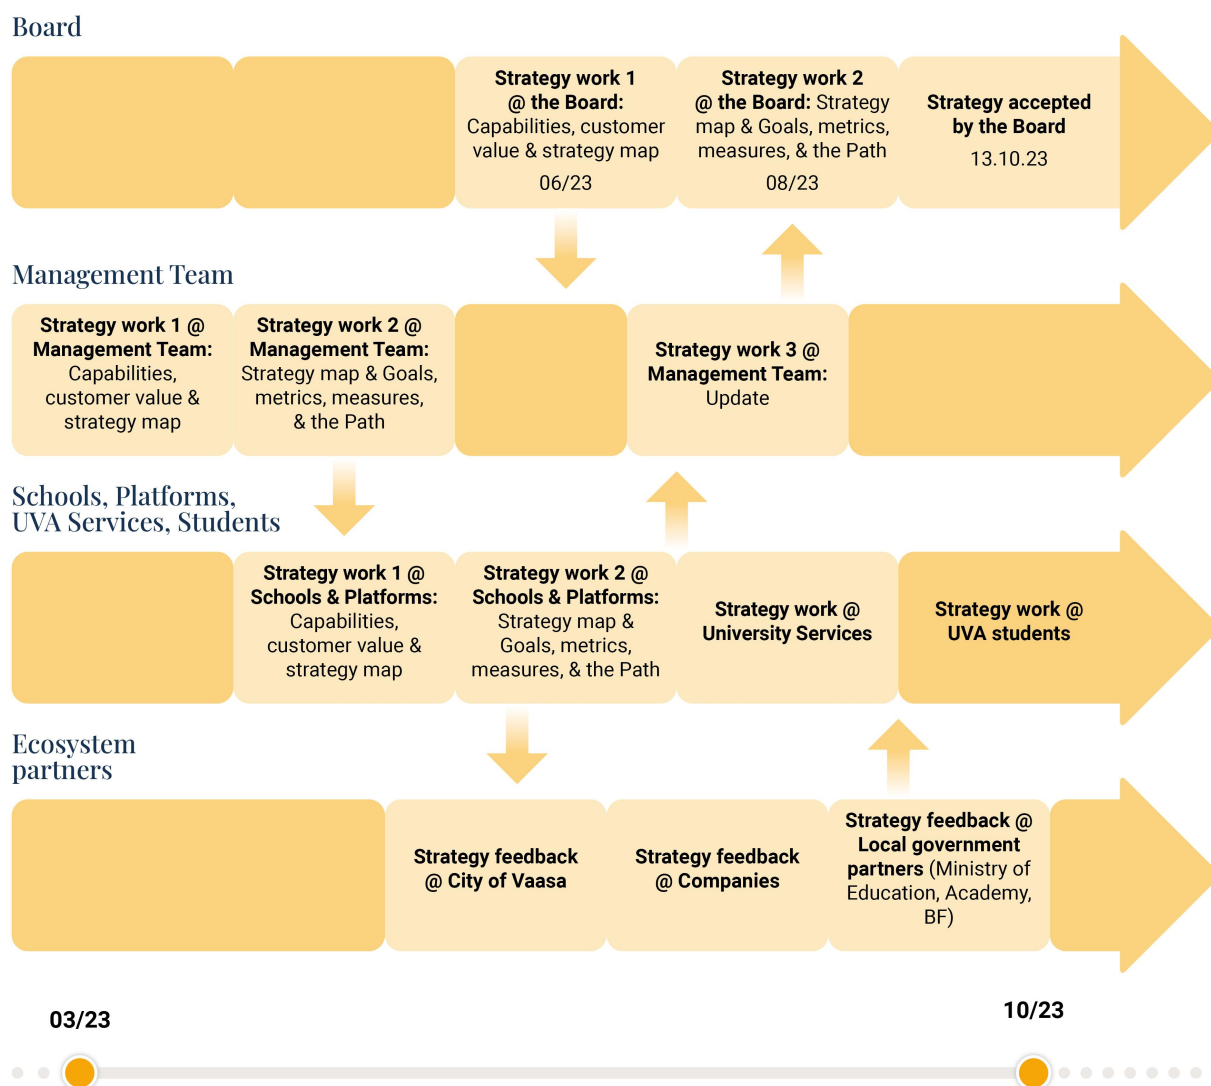 Board
Strategy work 1
@ the Board:
Capabilities, customer
value & strategy map
06/23
Strategy work 2
@ the Board: Strategy
map & Goals, metrics,
measures, & the Path
08/23
Strategy accepted
by the Board
13.10.23
Management Team
Strategy work 1 @
Management Team:
Capabilities,
customer value &
strategy map
Strategy work 2 @
Management Team:
Strategy map & Goals,
metrics, measures,
& the Path
Strategy work 3 @
Management Team:
Update
Schools, Platforms,
UVA Services, Students
Strategy work 1 @
Schools & Platforms:
Capabilities,
customer value &
strategy map
Strategy work 2 @
Schools & Platforms:
Strategy map &
Goals, metrics,
measures, & the Path
Strategy work @
University Services
Strategy work @
UVA students
Ecosystem
partners
Strategy feedback
@ City of Vaasa
Strategy feedback
@ Companies
Strategy feedback @
Local government
partners (Ministry of
Education, Academy,
BF)
03/23
10/23